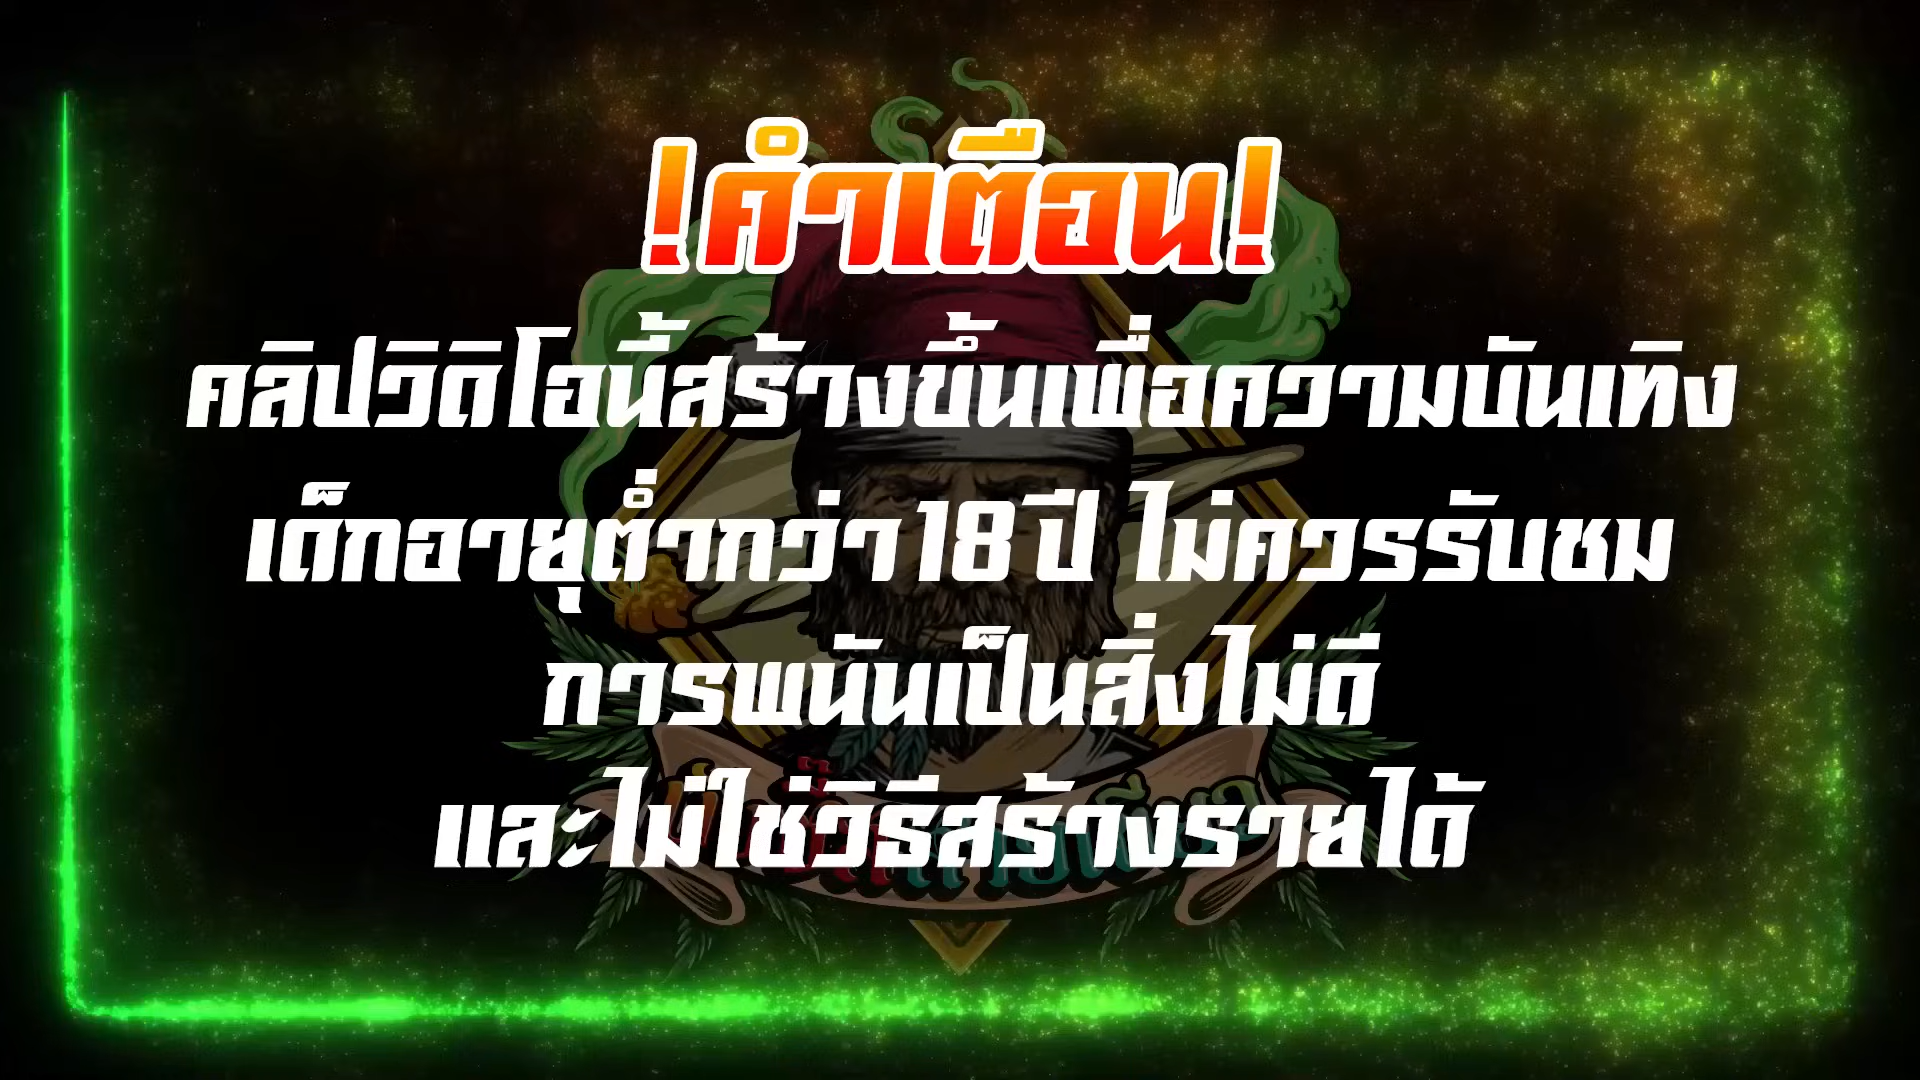 !คำเตือน!
คลิปวิดิโอนี้สร้างขึ้นเพื่อความบันเทิง
เด็กอายุต่ำกว่า 18 ปี ไม่ควรรับชม
การพนันเป็นสิ่งไม่ดี
และไม่ใช่วิธีสร้างรายได้